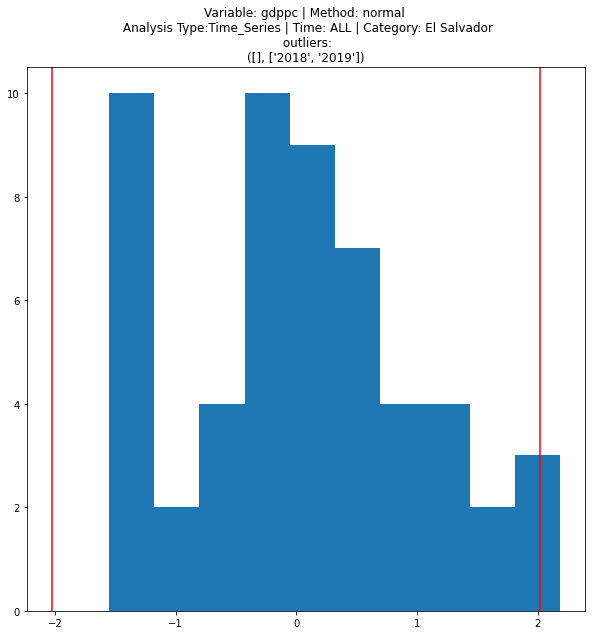 Variable: gdppc | Method: normal
Analysis Type:Time_Series | Time: ALL | Category: El Salvador
outliers:
([], ['2018', '2019'])
10
8
6
4
2
0
−2
−1
0
1
2